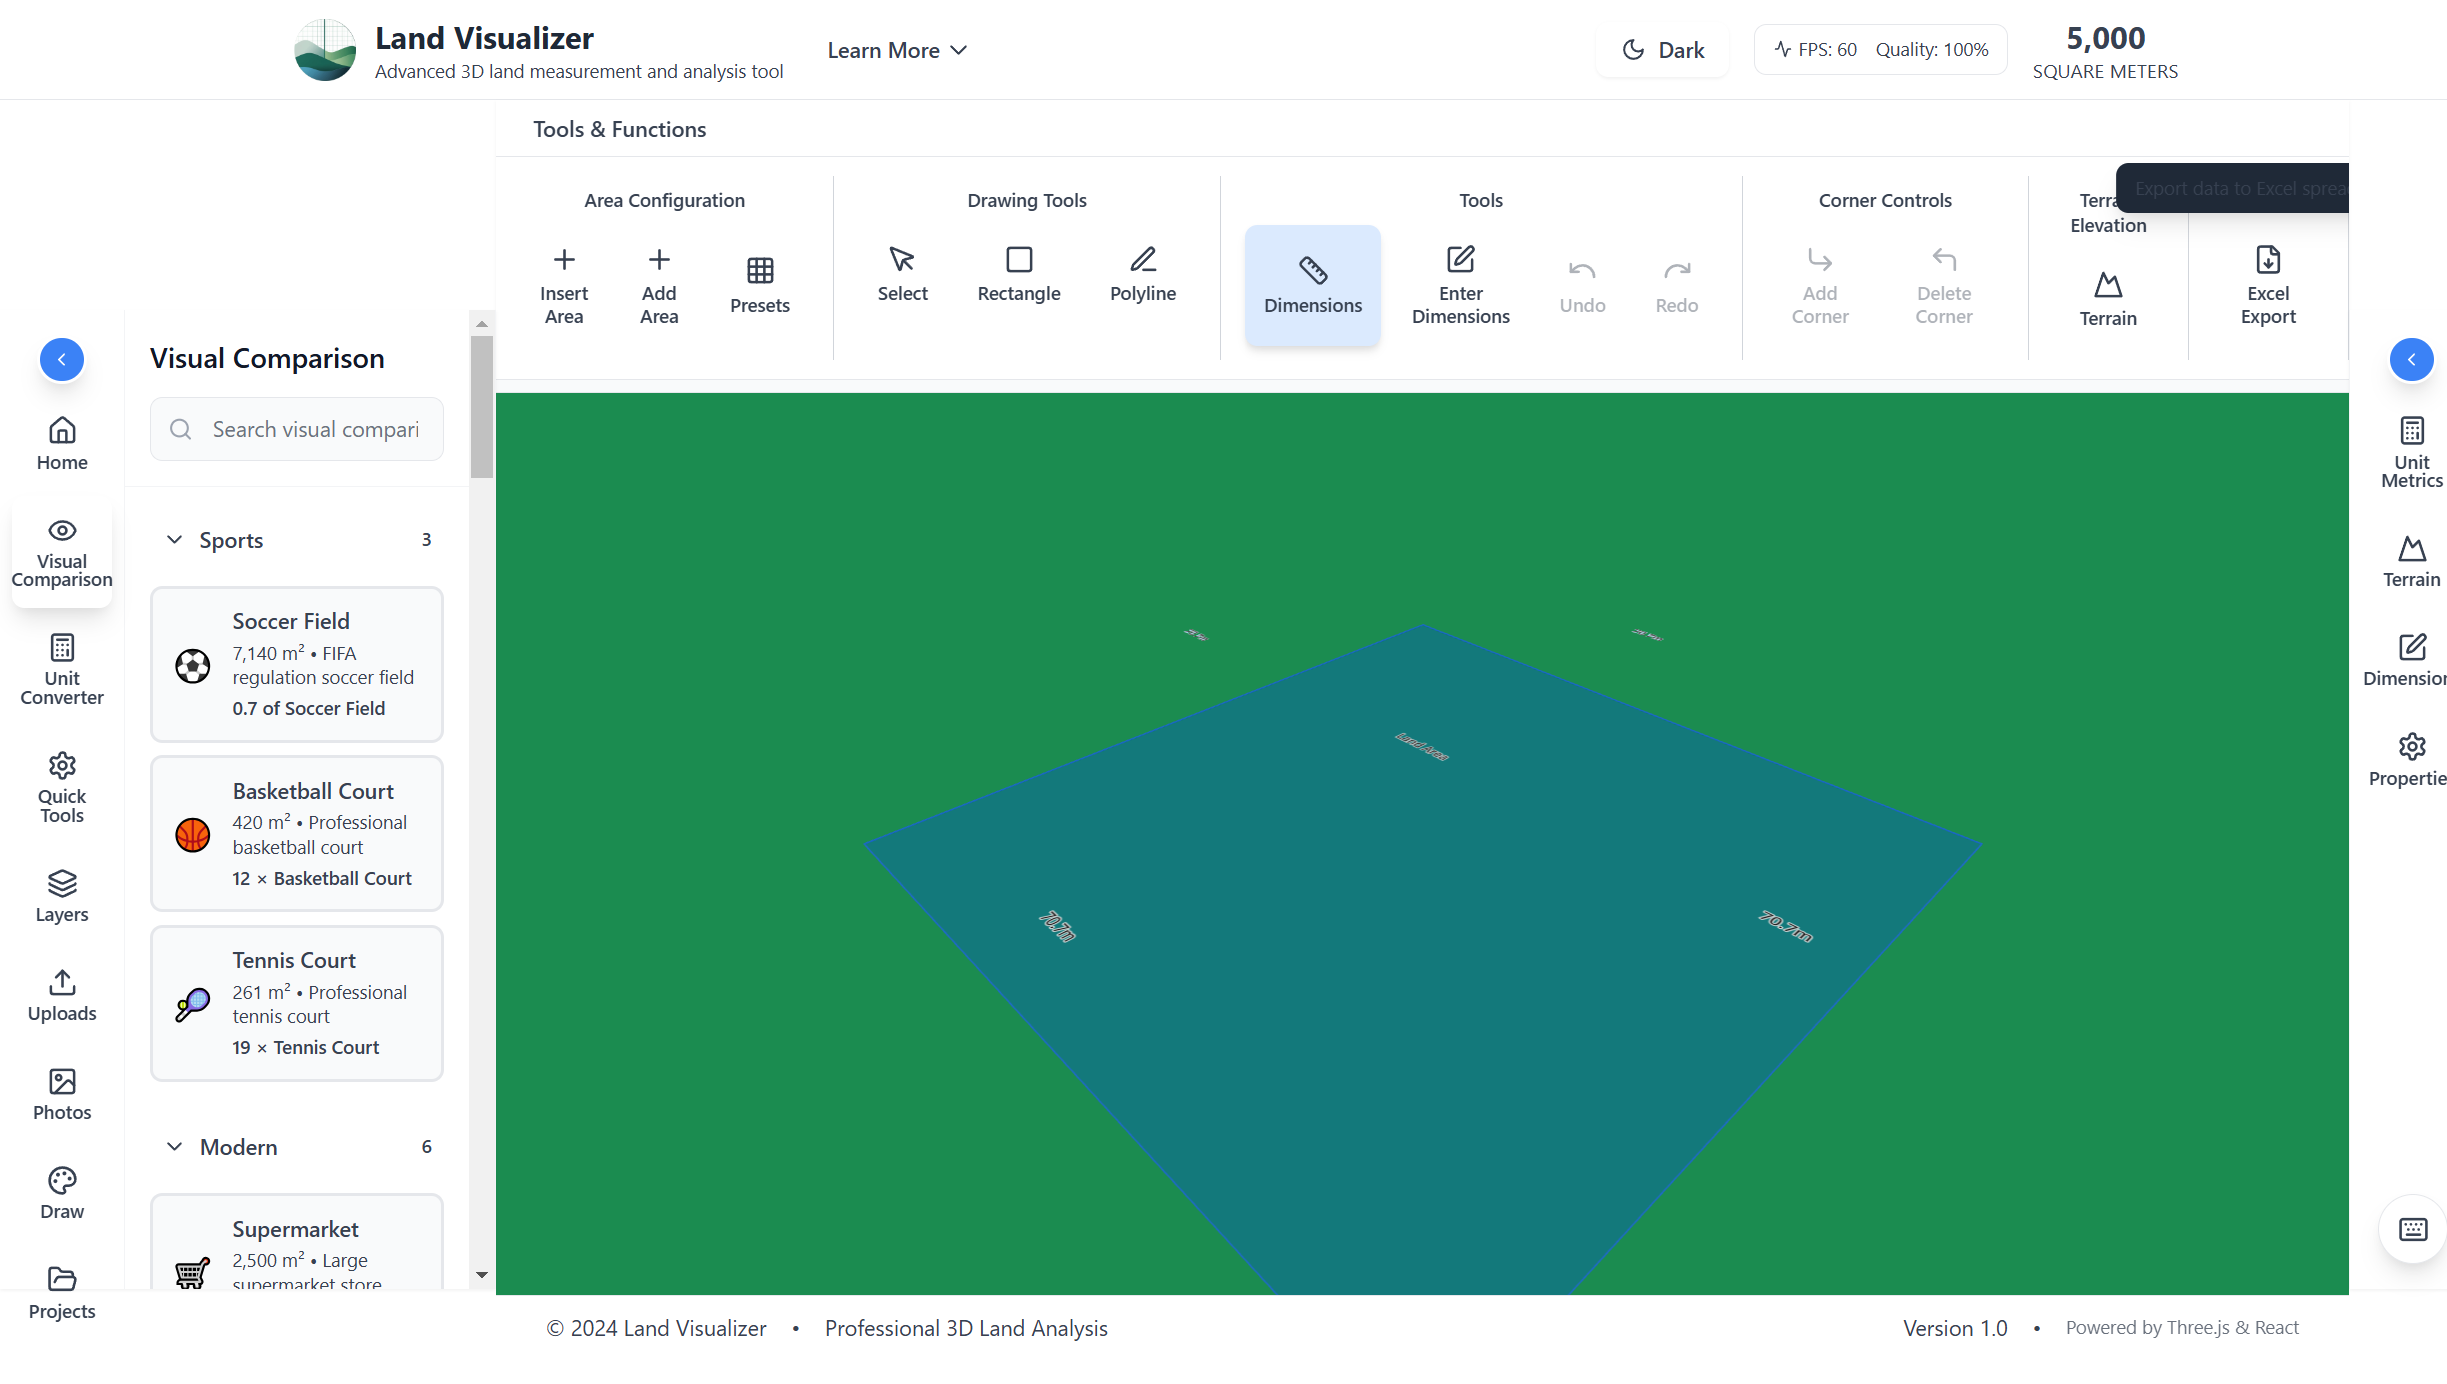 Land Visualizer
Advanced 3D land measurement and analysis tool
Learn More
Dark
FPS: 60 Quality: 100%
5,000
SQUARE METERS
Tools & Functions
Area Configuration
Insert
Area
Add
Area
Presets
Drawing Tools
Select
Rectangle
Polyline
Tools
Dimensions
Enter
Dimensions
Undo
Redo
Corner Controls
Add
Corner
Delete
Corner
Terra
Elevation
Terrain
Export data to Excel sprea
Excel
Export
Home
Visual
Comparison
Unit
Converter
Quick
Tools
Layers
Uploads
Photos
Draw
Projects
Visual Comparison
Search visual compari
Sports 3
Soccer Field
7,140 m² • FIFA
regulation soccer field
0.7 of Soccer Field
Basketball Court
420 m² • Professional
basketball court
12 × Basketball Court
Tennis Court
261 m² • Professional
tennis court
19 × Tennis Court
Modern 6
Supermarket
2,500 m² • Large
supermarket store
Land Area
70.7m
70.7m
Unit
Metrics
Terrain
Dimension
Propertie
© 2024 Land Visualizer • Professional 3D Land Analysis
Version 1.0 • Powered by Three.js & React